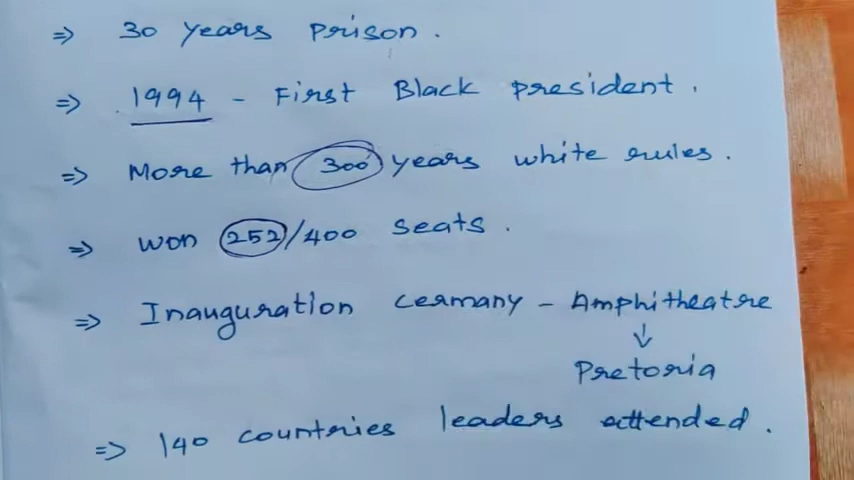 ⇒ 30 years prison.
⇒ 1994 - First Black president.
⇒ More than 300 years white rules.
⇒ won 252/400 seats.
⇒ Inauguration cermany - Amphitheatre
↓
Pretoria
⇒ 140 countries leaders attended.